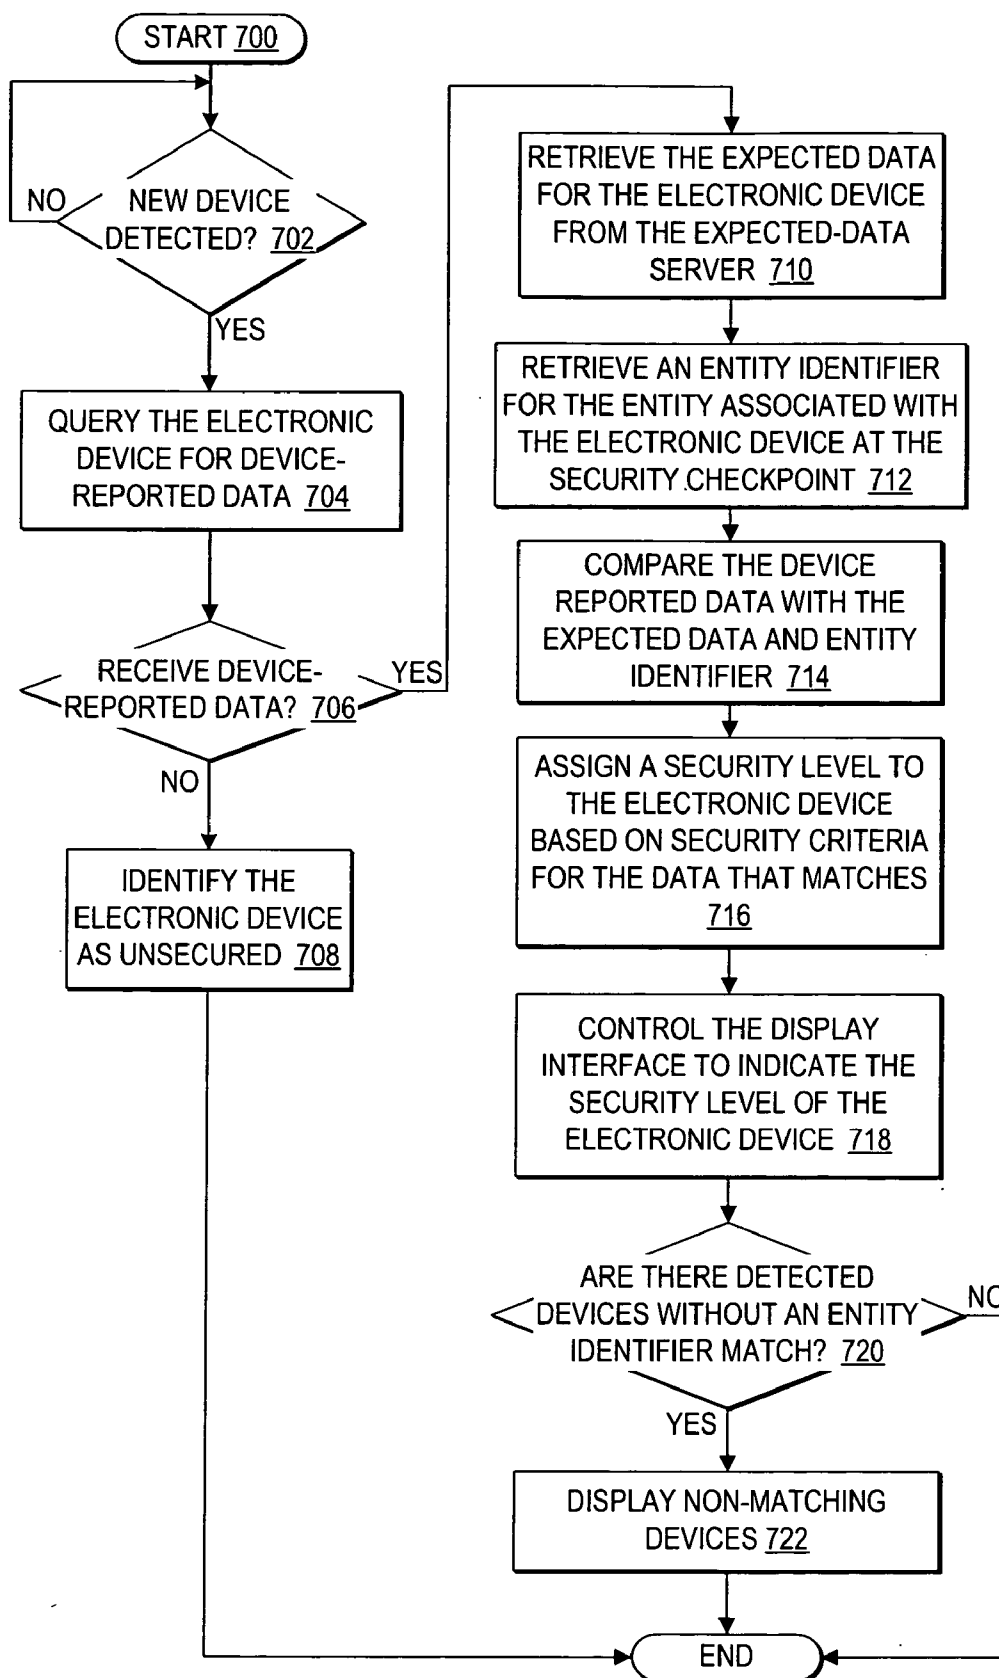 START 700
NEW DEVICE
DETECTED? 702
NO
YES
QUERY THE ELECTRONIC
DEVICE FOR DEVICE-
REPORTED DATA 704
RECEIVE DEVICE-
REPORTED DATA? 706
YES
NO
IDENTIFY THE
ELECTRONIC DEVICE
AS UNSECURED 708
RETRIEVE THE EXPECTED DATA
FOR THE ELECTRONIC DEVICE
FROM THE EXPECTED-DATA
SERVER 710
RETRIEVE AN ENTITY IDENTIFIER
FOR THE ENTITY ASSOCIATED WITH
THE ELECTRONIC DEVICE AT THE
SECURITY CHECKPOINT 712
COMPARE THE DEVICE
REPORTED DATA WITH THE
EXPECTED DATA AND ENTITY
IDENTIFIER 714
ASSIGN A SECURITY LEVEL TO
THE ELECTRONIC DEVICE
BASED ON SECURITY CRITERIA
FOR THE DATA THAT MATCHES
716
CONTROL THE DISPLAY
INTERFACE TO INDICATE THE
SECURITY LEVEL OF THE
ELECTRONIC DEVICE 718
ARE THERE DETECTED
DEVICES WITHOUT AN ENTITY
IDENTIFIER MATCH? 720
NO
YES
DISPLAY NON-MATCHING
DEVICES 722
END